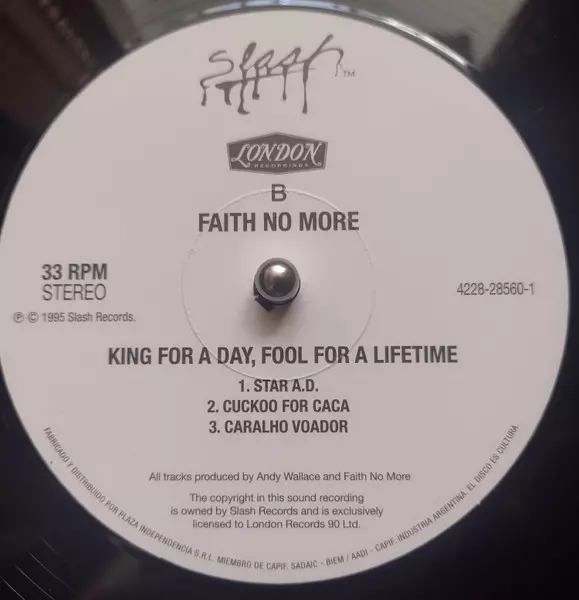 slash™
LONDON
RECORDINGS
B
FAITH NO MORE
33 RPM
STEREO
4228-28560-1
℗ © 1995 Slash Records.
KING FOR A DAY, FOOL FOR A LIFETIME
1. STAR A.D.
2. CUCKOO FOR CACA
3. CARALHO VOADOR
All tracks produced by Andy Wallace and Faith No More
The copyright in this sound recording
is owned by Slash Records and is exclusively
licensed to London Records 90 Ltd.
FABRICADO Y DISTRIBUIDO POR PLAZA INDEPENDENCIA S.R.L. MIEMBRO DE CAPIF. SADAIC - BIEM / AADI - CAPIF. INDUSTRIA ARGENTINA. EL DISCO ES CULTURA.